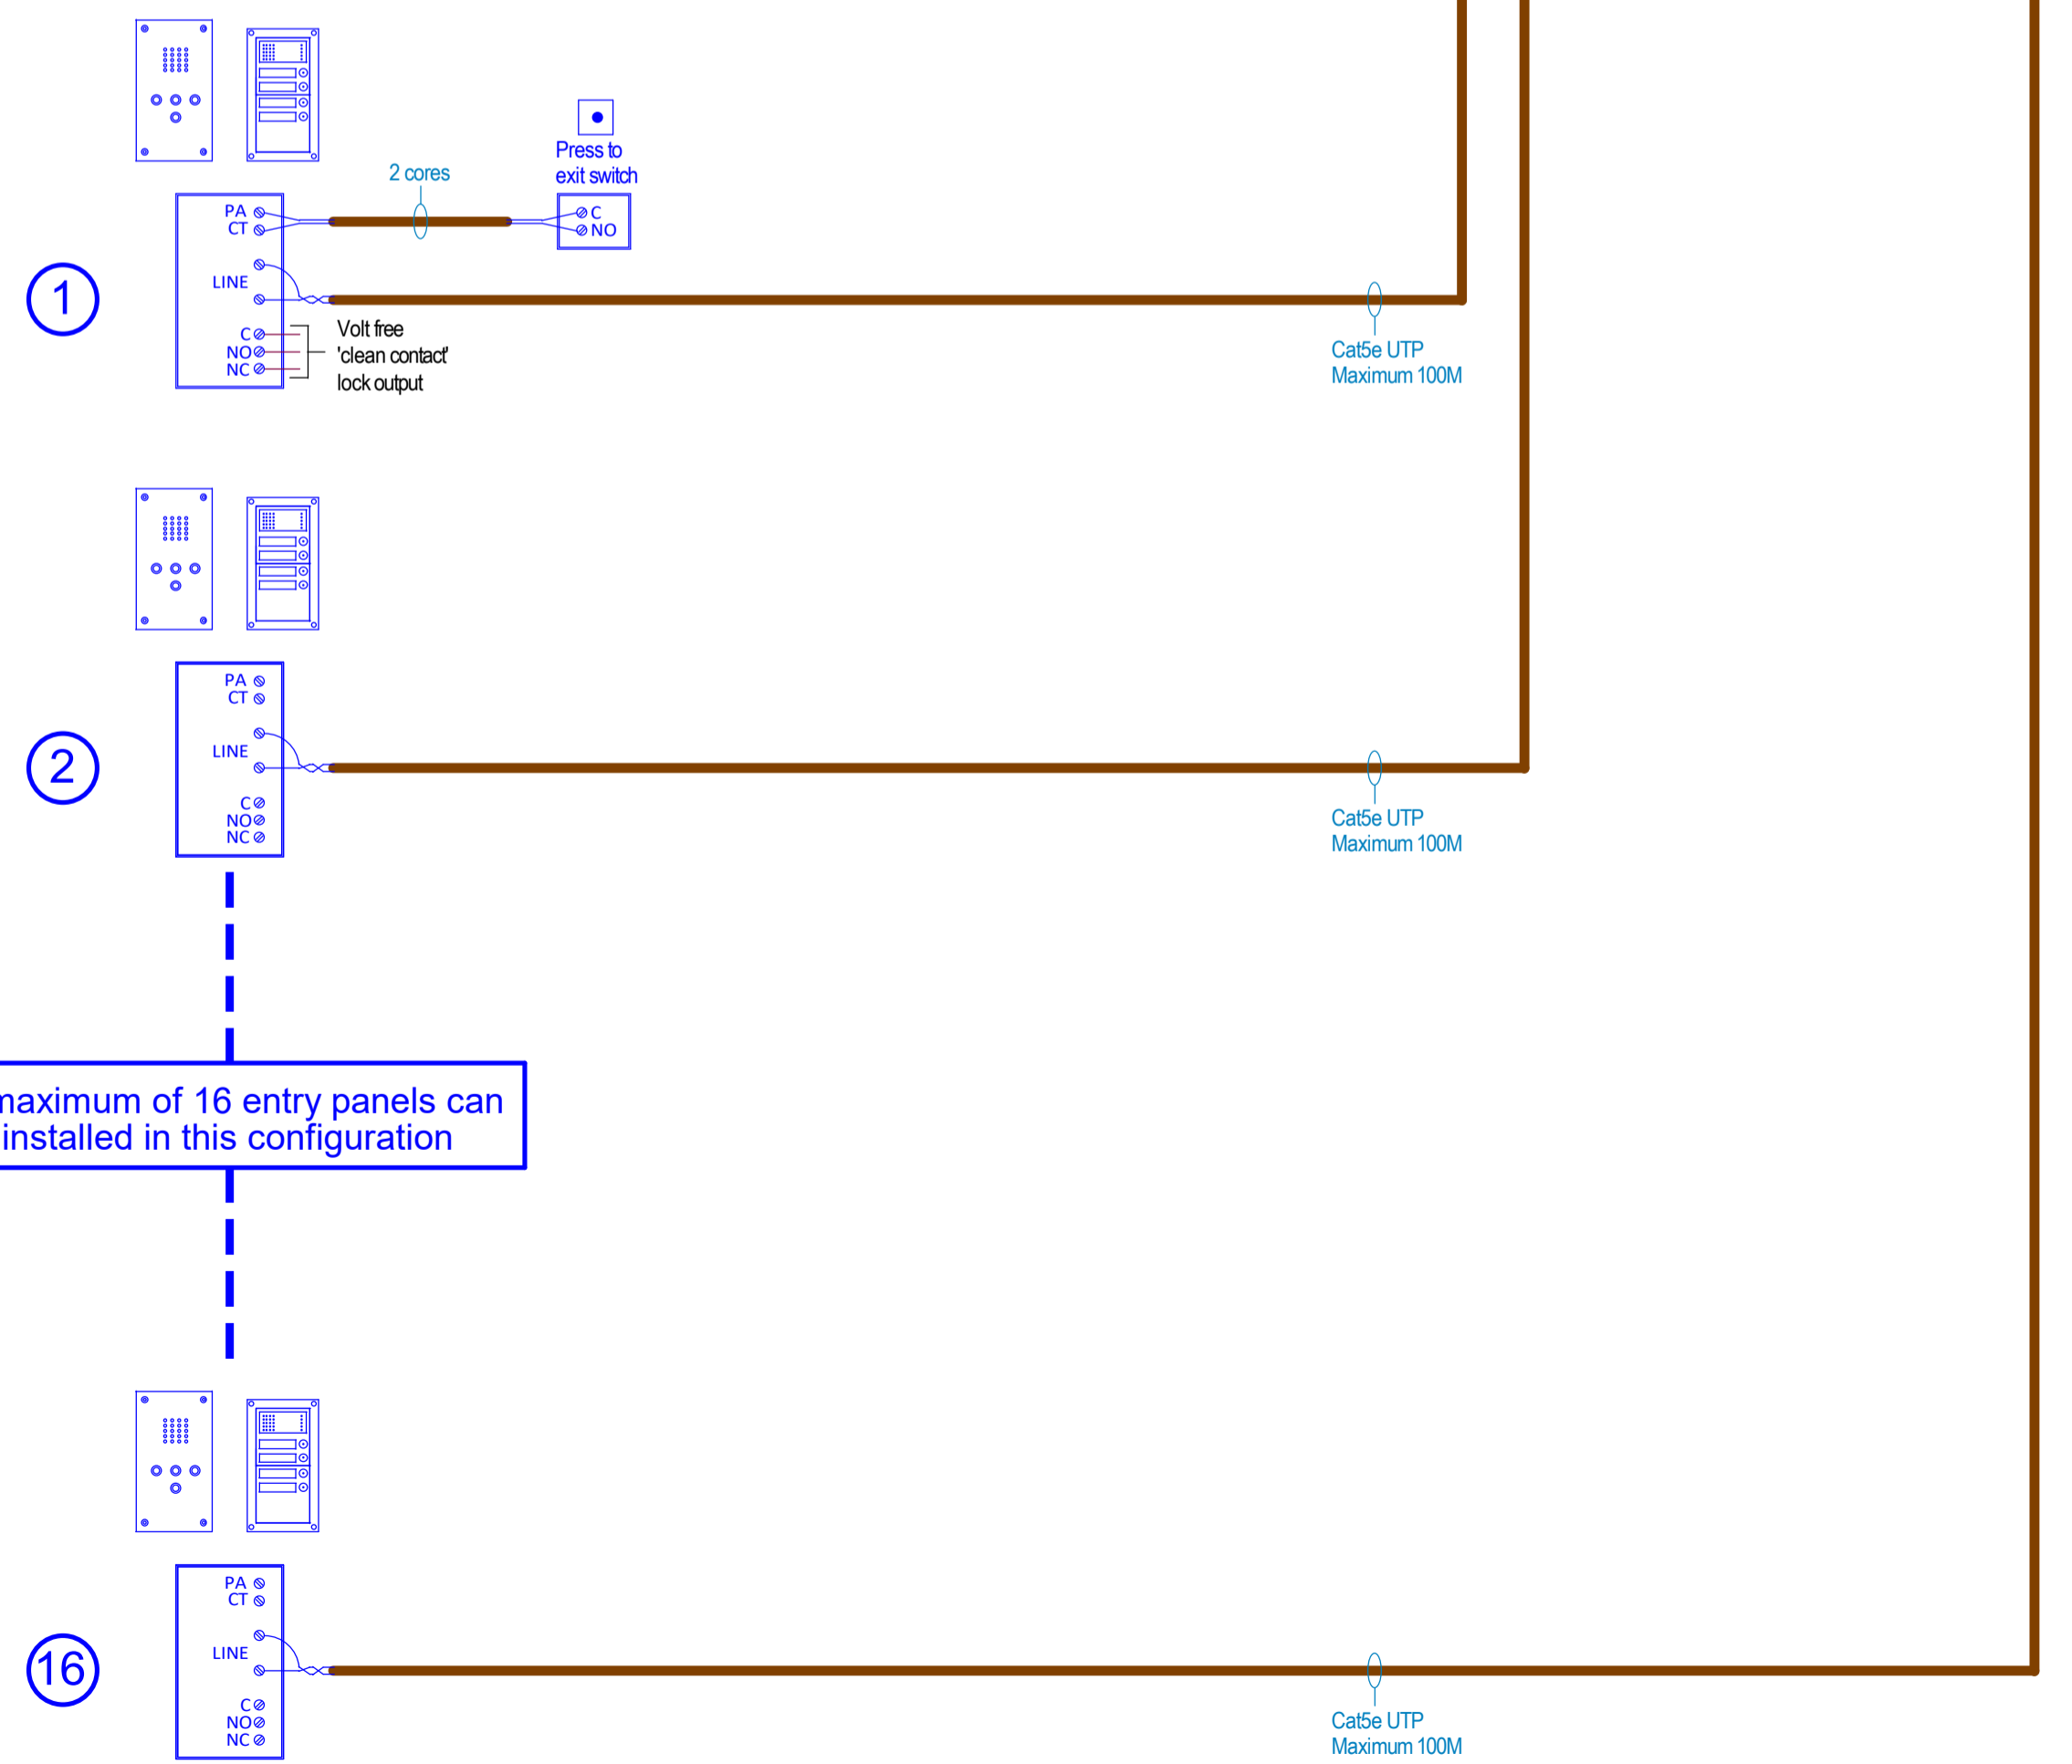 Press to
exit switch
2 cores
PA
CT
C
NO
1
LINE
C
NO
NC
Volt free
'clean contact'
lock output
Cat5e UTP
Maximum 100M
PA
CT
2
LINE
C
NO
NC
Cat5e UTP
Maximum 100M
maximum of 16 entry panels can
installed in this configuration
PA
CT
16
LINE
C
NO
NC
Cat5e UTP
Maximum 100M